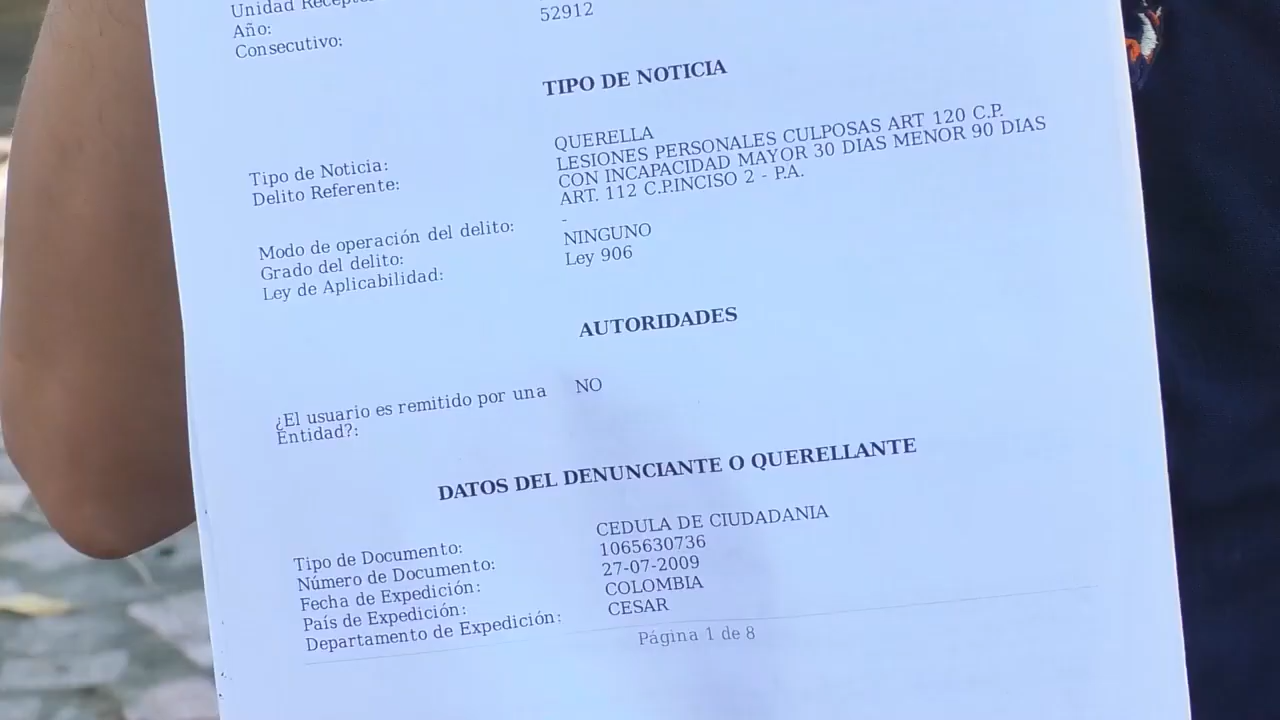 Unidad
Año:
52912
Consecutivo:
TIPO DE NOTICIA
Tipo de Noticia: QUERELLA
Delito Referente: LESIONES PERSONALES CULPOSAS ART 120 C.P.
CON INCAPACIDAD MAYOR 30 DIAS MENOR 90 DIAS
ART. 112 C.P.INCISO 2 - P.A.
Modo de operación del delito: -
Grado del delito: NINGUNO
Ley de Aplicabilidad: Ley 906
AUTORIDADES
¿El usuario es remitido por una NO
Entidad?:
DATOS DEL DENUNCIANTE O QUERELLANTE
Tipo de Documento: CEDULA DE CIUDADANIA
Número de Documento: 1065630736
Fecha de Expedición: 27-07-2009
País de Expedición: COLOMBIA
Departamento de Expedición: CESAR
Página 1 de 8